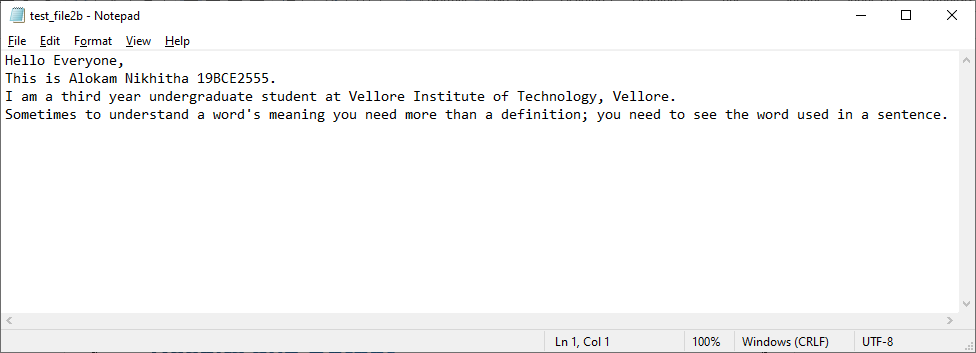 test_file2b - Notepad
File Edit Format View Help
Hello Everyone,
This is Alokam Nikhitha 19BCE2555.
I am a third year undergraduate student at Vellore Institute of Technology, Vellore.
Sometimes to understand a word's meaning you need more than a definition; you need to see the word used in a sentence.
Ln 1, Col 1 100% Windows (CRLF) UTF-8